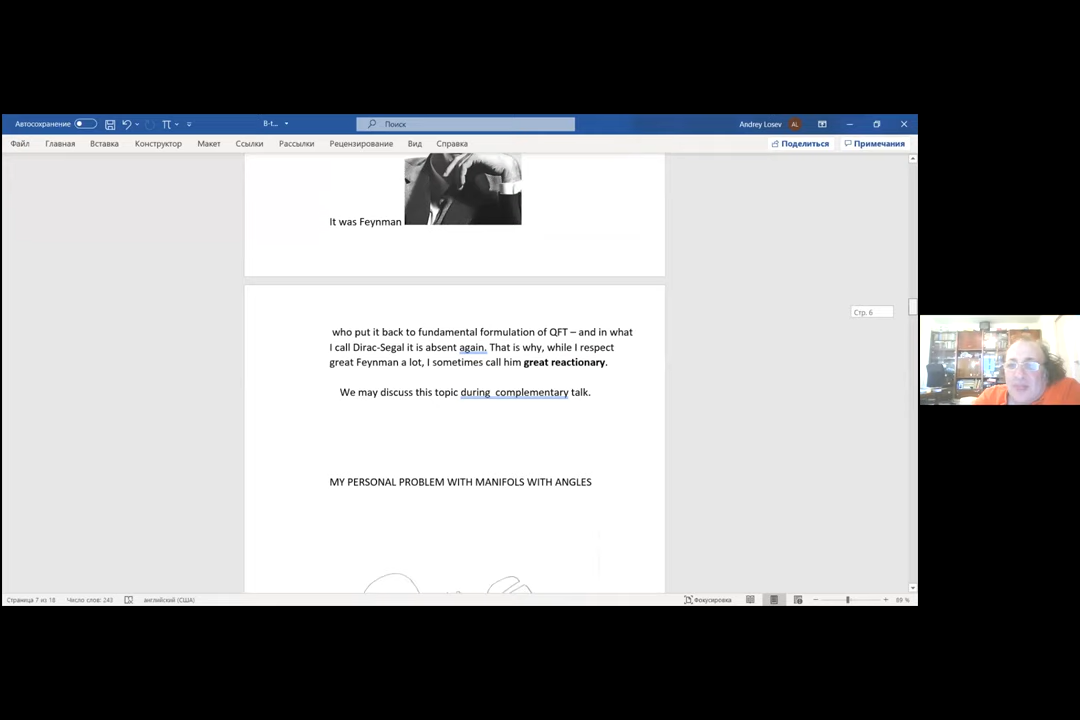 Автосохранение
B-t...
Поиск
Andrey Losev
AL
Файл
Главная
Вставка
Конструктор
Макет
Ссылки
Рассылки
Рецензирование
Вид
Справка
Поделиться
Примечания
It was Feynman
who put it back to fundamental formulation of QFT – and in what
I call Dirac-Segal it is absent again. That is why, while I respect
great Feynman a lot, I sometimes call him great reactionary.
We may discuss this topic during complementary talk.
MY PERSONAL PROBLEM WITH MANIFOLS WITH ANGLES
Стр. 6
Страница 7 из 18
Число слов: 243
английский (США)
Фокусировка
89 %